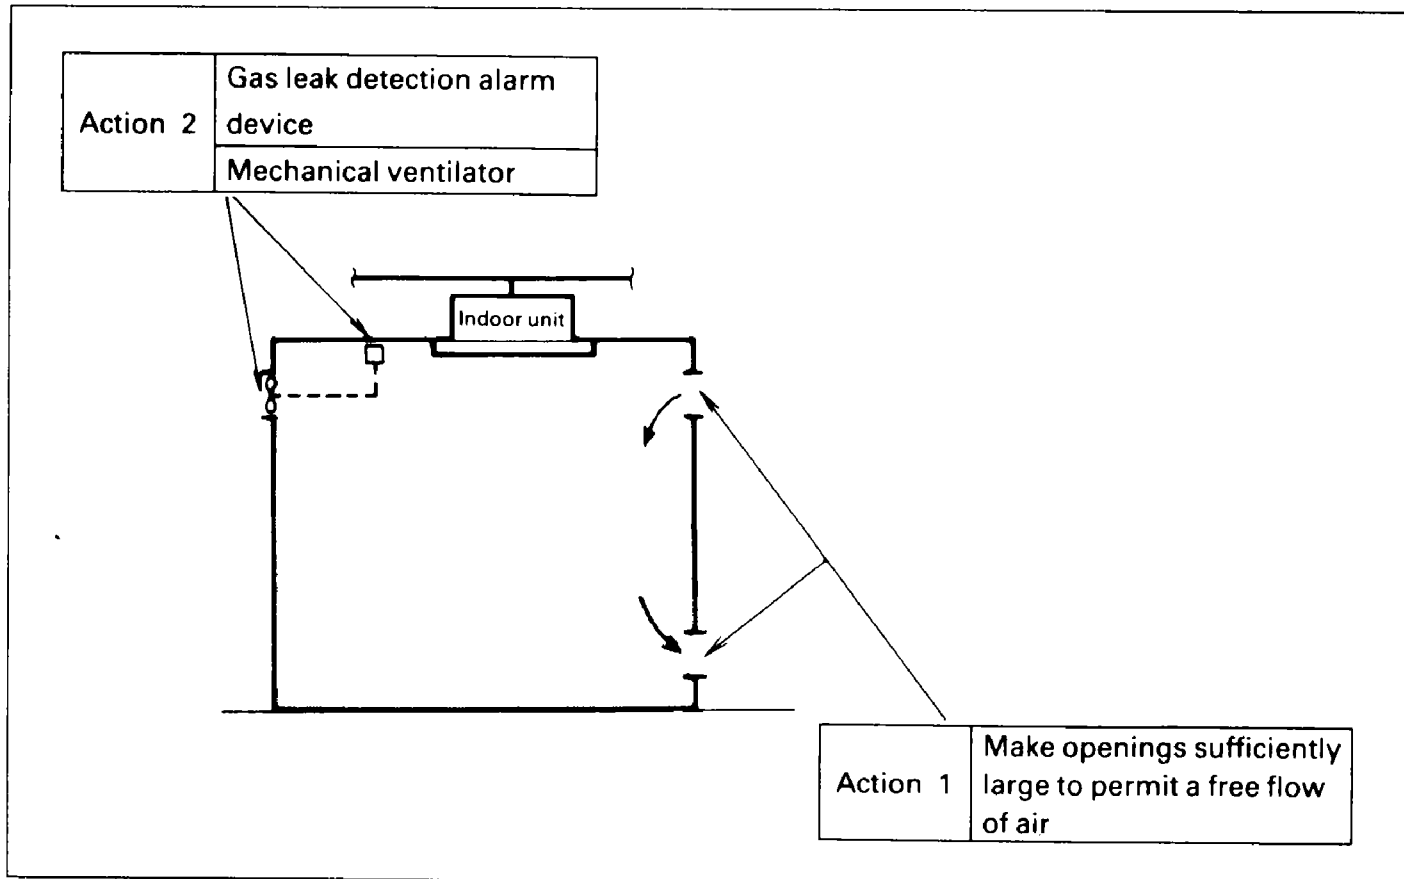 Action 2
Gas leak detection alarm
device
Mechanical ventilator
Indoor unit
Action 1
Make openings sufficiently
large to permit a free flow
of air